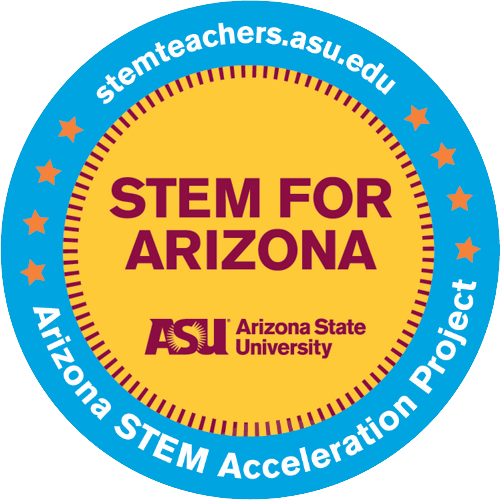 stemteachers.asu.edu
STEM FOR
ARIZONA
ASU® Arizona State
University
Arizona STEM Acceleration Project